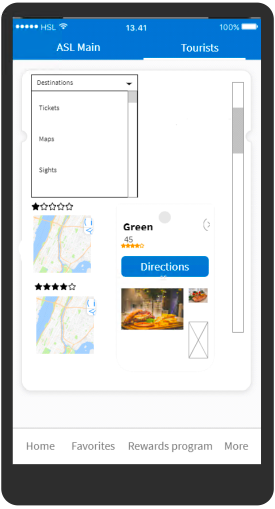 HSL 13.41 100%
ASL Main Tourists
Destinations
Tickets
Maps
Sights
Green
45
Directions
Home Favorites Rewards program More